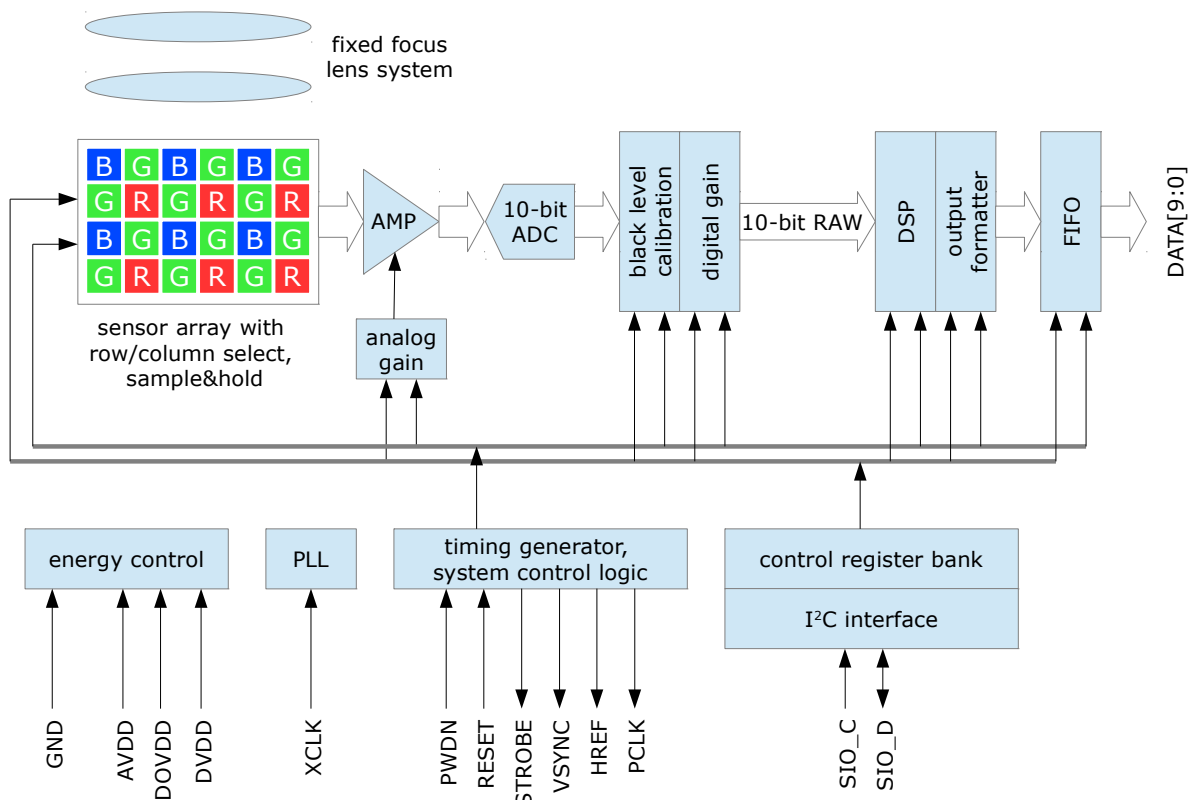 fixed focus
lens system
B G B G B G
G R G R G R
B G B G B G
G R G R G R
sensor array with
row/column select,
sample&hold
AMP
analog
gain
10-bit
ADC
black level
calibration
digital gain
10-bit RAW
DSP
output
formatter
FIFO
DATA[9:0]
energy control
PLL
timing generator,
system control logic
control register bank
I²C interface
GND
AVDD
DOVDD
DVDD
XCLK
PWDN
RESET
STROBE
VSYNC
HREF
PCLK
SIO_C
SIO_D